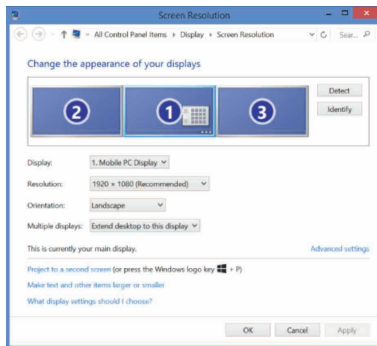 Screen Resolution
All Control Panel Items Display Screen Resolution Sear...
Change the appearance of your displays
2 1 3
Detect
Identify
Display: 1. Mobile PC Display
Resolution: 1920 × 1080 (Recommended)
Orientation: Landscape
Multiple displays: Extend desktop to this display
This is currently your main display. Advanced settings
Project to a second screen (or press the Windows logo key + P)
Make text and other items larger or smaller
What display settings should I choose?
OK Cancel Apply